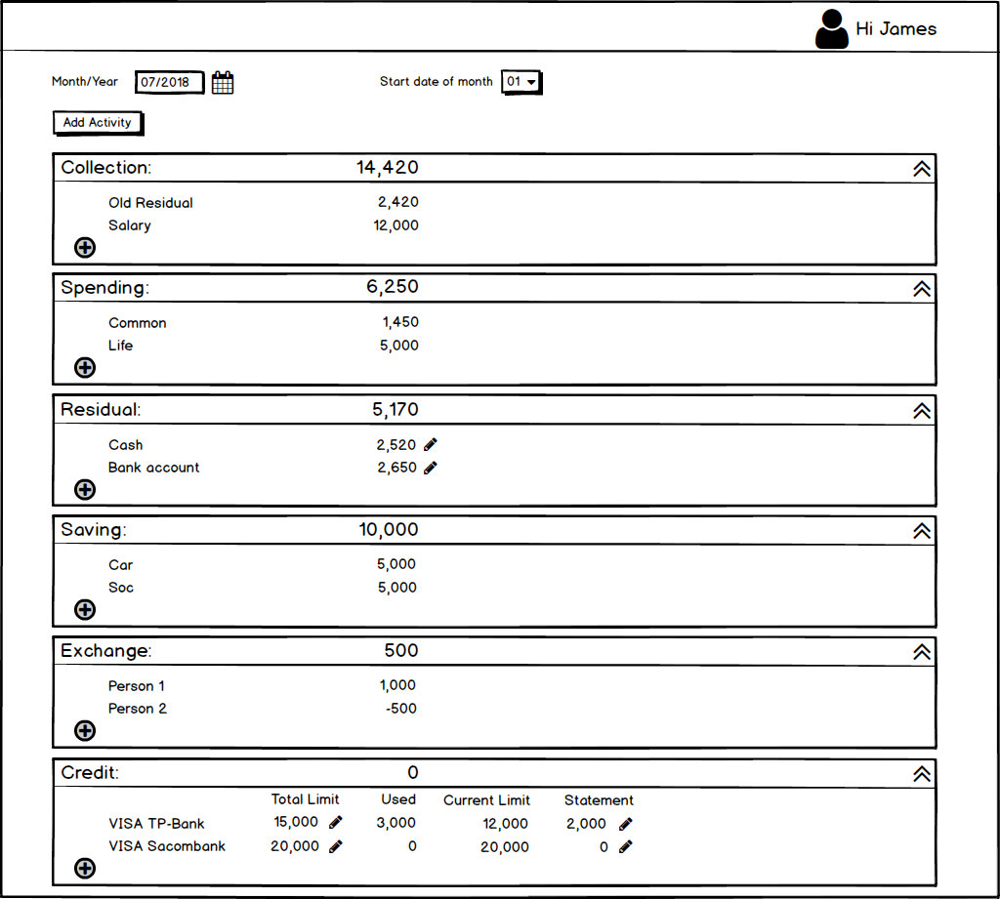 Hi James
Month/Year 07/2018 Start date of month 01
Add Activity
Collection: 14,420
Old Residual 2,420
Salary 12,000
Spending: 6,250
Common 1,450
Life 5,000
Residual: 5,170
Cash 2,520
Bank account 2,650
Saving: 10,000
Car 5,000
Soc 5,000
Exchange: 500
Person 1 1,000
Person 2 -500
Credit: 0
Total Limit Used Current Limit Statement
VISA TP-Bank 15,000 3,000 12,000 2,000
VISA Sacombank 20,000 0 20,000 0